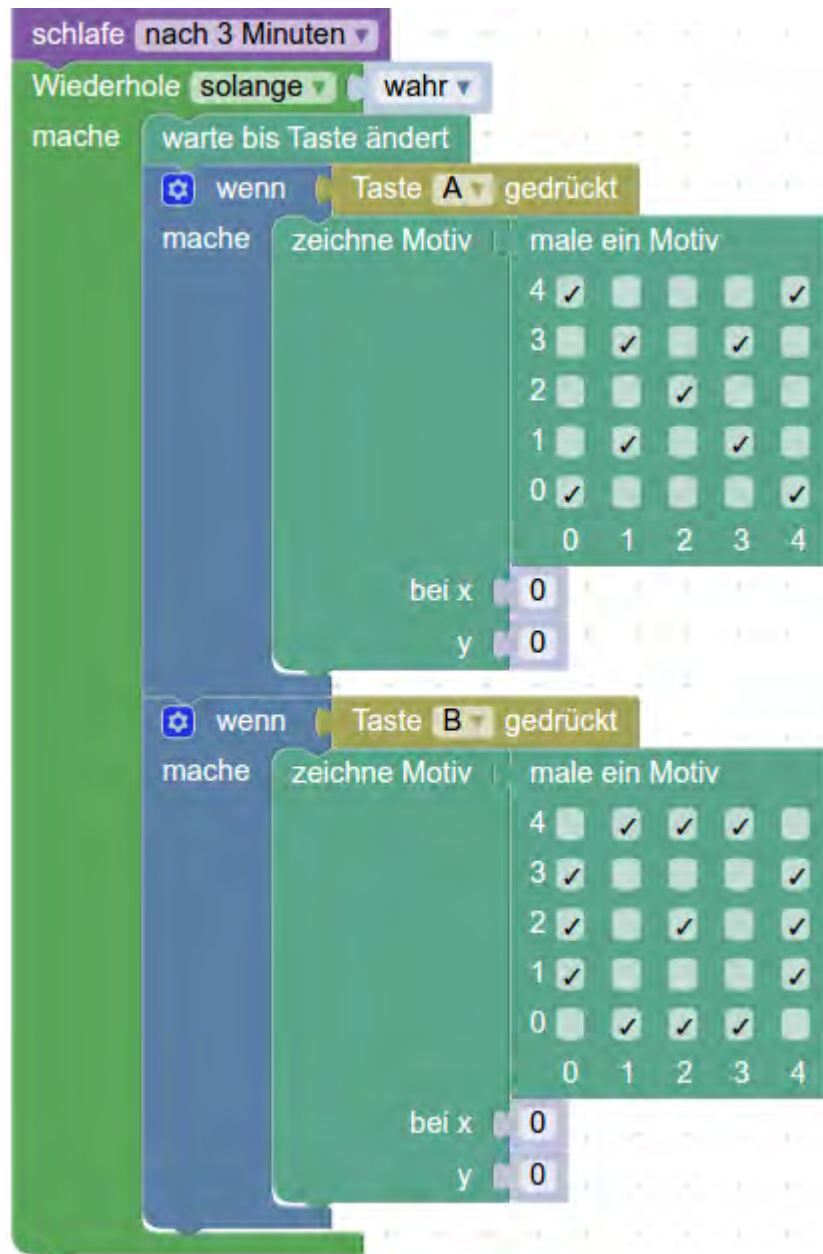 schlafe nach 3 Minuten
Wiederhole solange wahr
mache warte bis Taste ändert
wenn Taste A gedrückt
mache zeichne Motiv male ein Motiv
4 ✓ ✓
3 ✓ ✓
2 ✓
1 ✓ ✓
0 ✓ ✓
0 1 2 3 4
bei x 0
y 0
wenn Taste B gedrückt
mache zeichne Motiv male ein Motiv
4 ✓ ✓ ✓
3 ✓ ✓
2 ✓ ✓ ✓
1 ✓ ✓
0 ✓ ✓ ✓
0 1 2 3 4
bei x 0
y 0